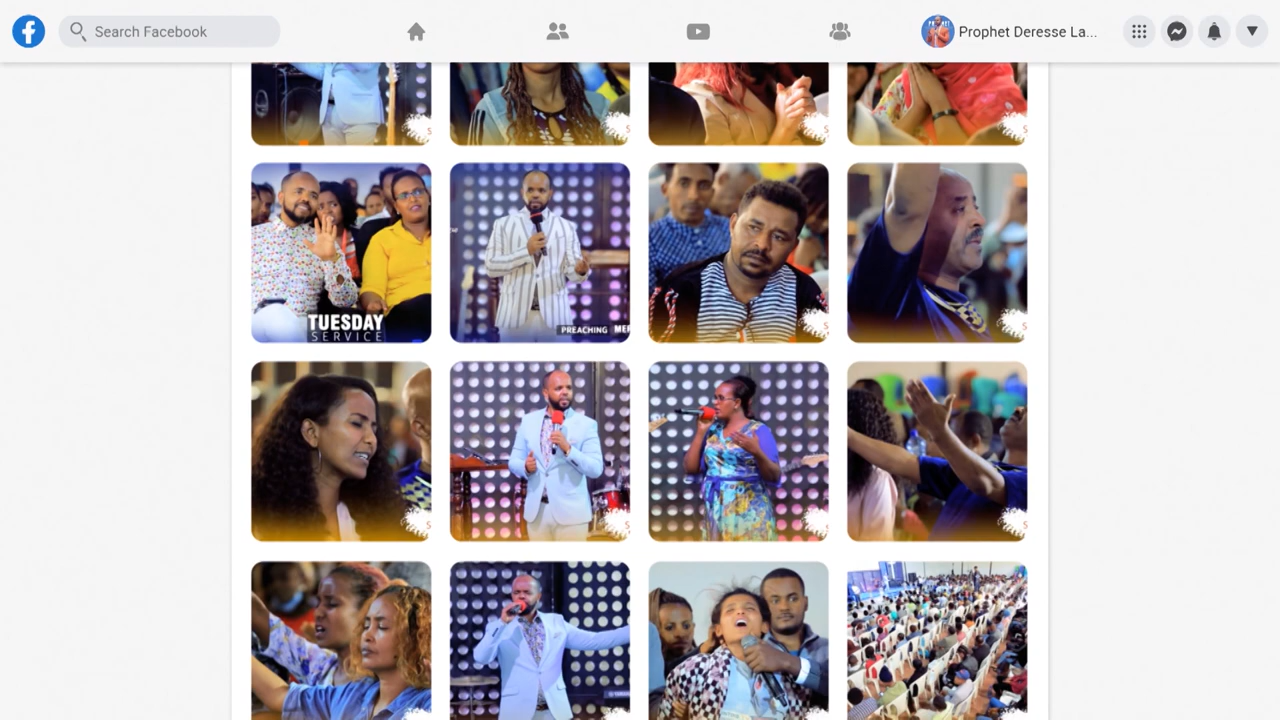 Search Facebook
Prophet Deresse La...
TUESDAY
SERVICE
PREACHING